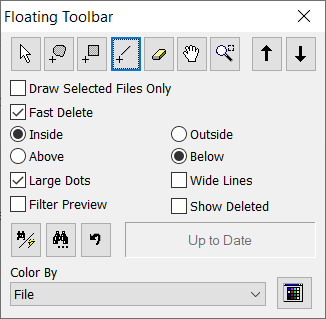 Floating Toolbar
Draw Selected Files Only
Fast Delete
Inside
Outside
Above
Below
Large Dots
Wide Lines
Filter Preview
Show Deleted
Up to Date
Color By
File